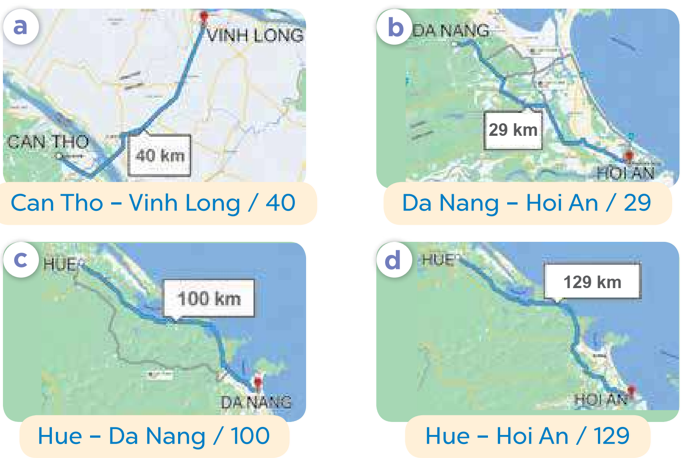 a
VINH LONG
CAN THO
40 km
Can Tho – Vinh Long / 40
b
DA NANG
29 km
HOI AN
Da Nang – Hoi An / 29
c
HUE
100 km
DA NANG
Hue – Da Nang / 100
d
HUE
129 km
HOI AN
Hue – Hoi An / 129